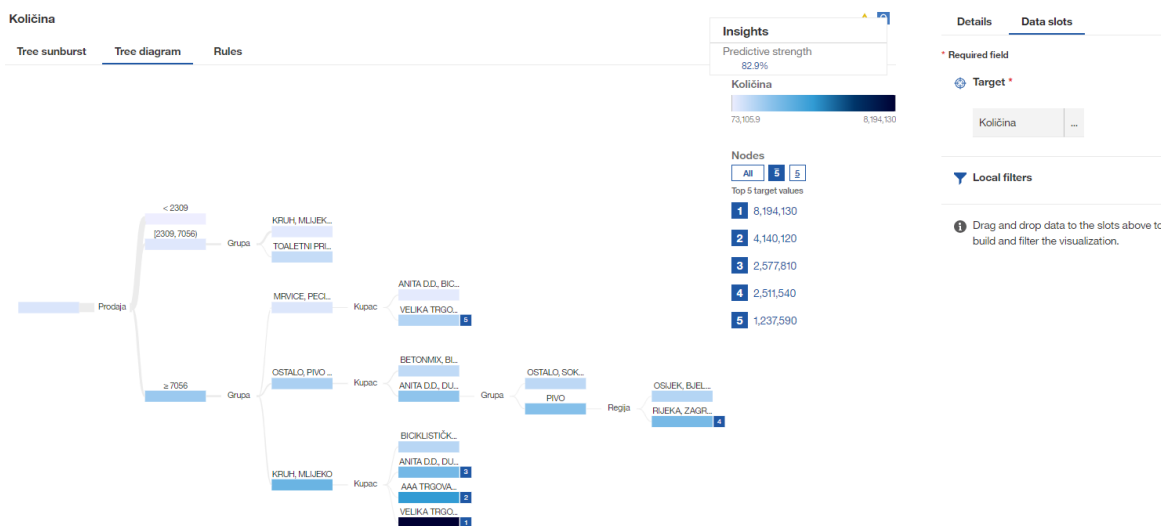 Količina
Tree sunburst
Tree diagram
Rules
Insights
Predictive strength
82.9%
Količina
73,105.9
8,194,130
Nodes
All
5
5
Top 5 target values
1 8,194,130
2 4,140,120
3 2,577,810
4 2,511,540
5 1,237,590
Prodaja
< 2309
[2309, 7056)
Grupa
KRUH, MLIJEK...
TOALETNI PRI...
≥ 7056
Grupa
MRVICE, PECI...
Kupac
ANITA D.D., BIC...
VELIKA TRGO...
5
OSTALO, PIVO ...
Kupac
BETONMIX, BI...
ANITA D.D., DU...
Grupa
OSTALO, SOK...
PIVO
Regija
OSIJEK, BJEL...
RIJEKA, ZAGR...
4
KRUH, MLIJEKO
Kupac
BICIKLISTIČK...
ANITA D.D., DU...
3
AAA TRGOVA...
2
VELIKA TRGO...
1
Details
Data slots
* Required field
Target *
Količina
...
Local filters
Drag and drop data to the slots above to
build and filter the visualization.